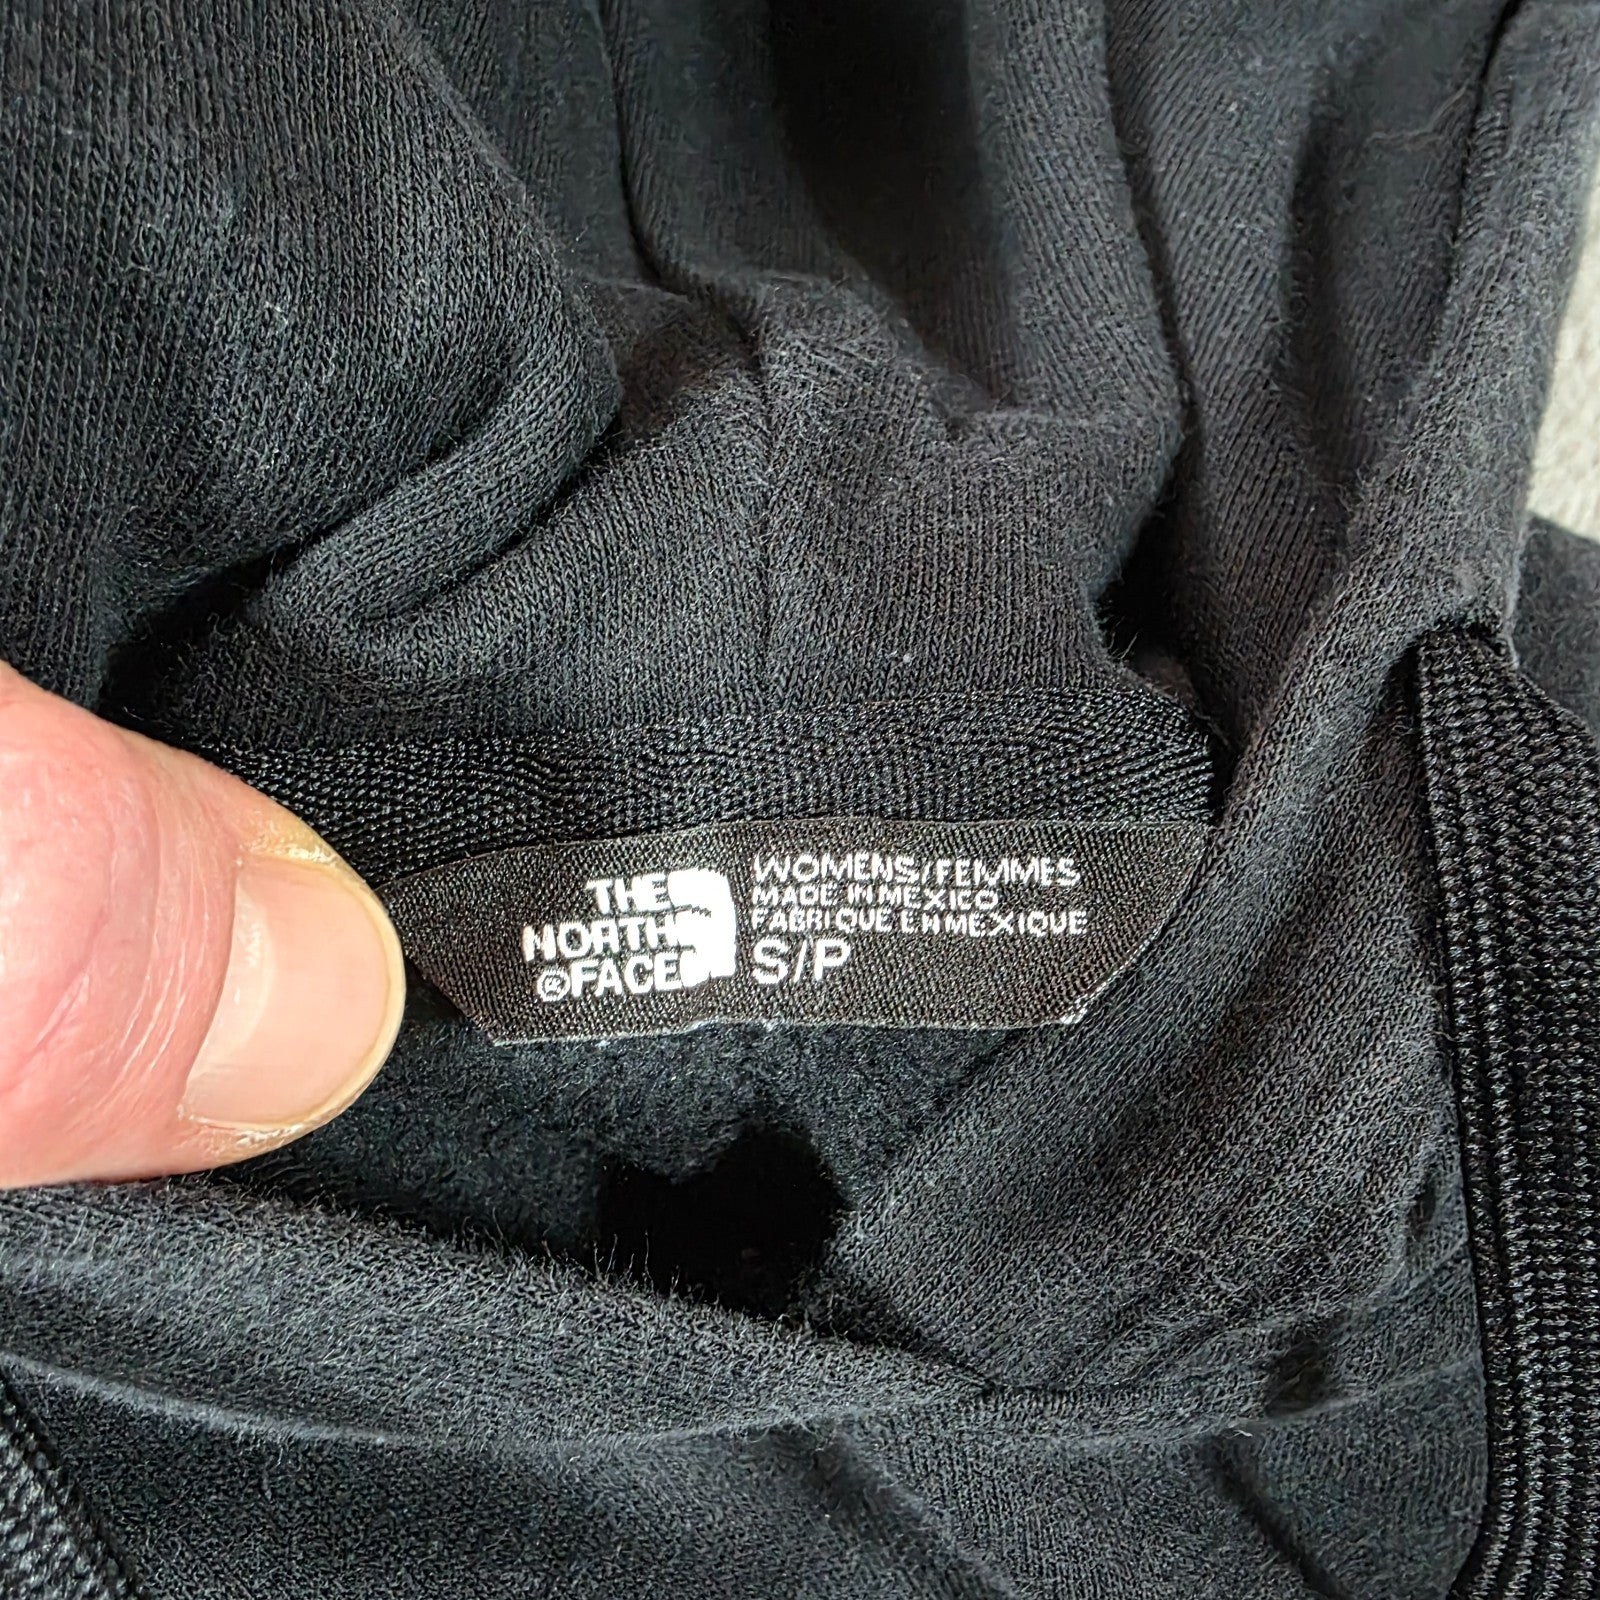 THE
NORTH
®FACE
WOMENS/FEMMES
MADE IN MEXICO
FABRIQUE EN MEXIQUE
S/P